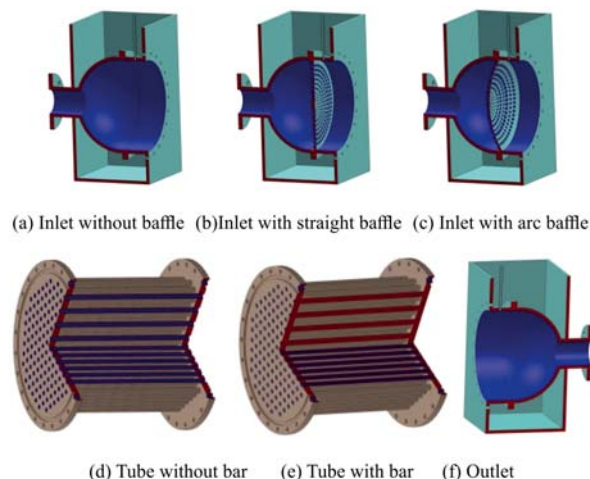 (a) Inlet without baffle (b)Inlet with straight baffle (c) Inlet with arc baffle
(d) Tube without bar (e) Tube with bar (f) Outlet